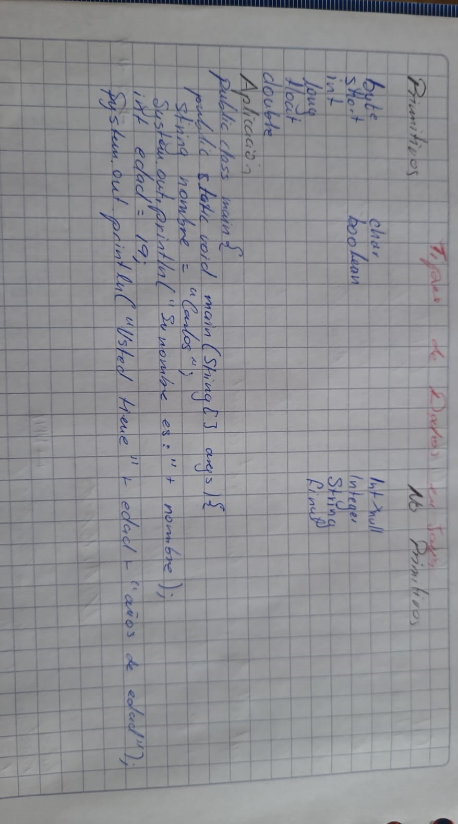 Tipos de Datos en Java
Primitivos
No Primitivos
byte
short
int
long
float
double
char
boolean
Int > null
Integer
String
final
Aplicación
public class main {
public static void main (String [] args) {
String nombre = "Carlos";
System.out.println("Su nombre es:" + nombre);
int edad = 19;
System.out.println("Usted tiene" + edad + "años de edad");